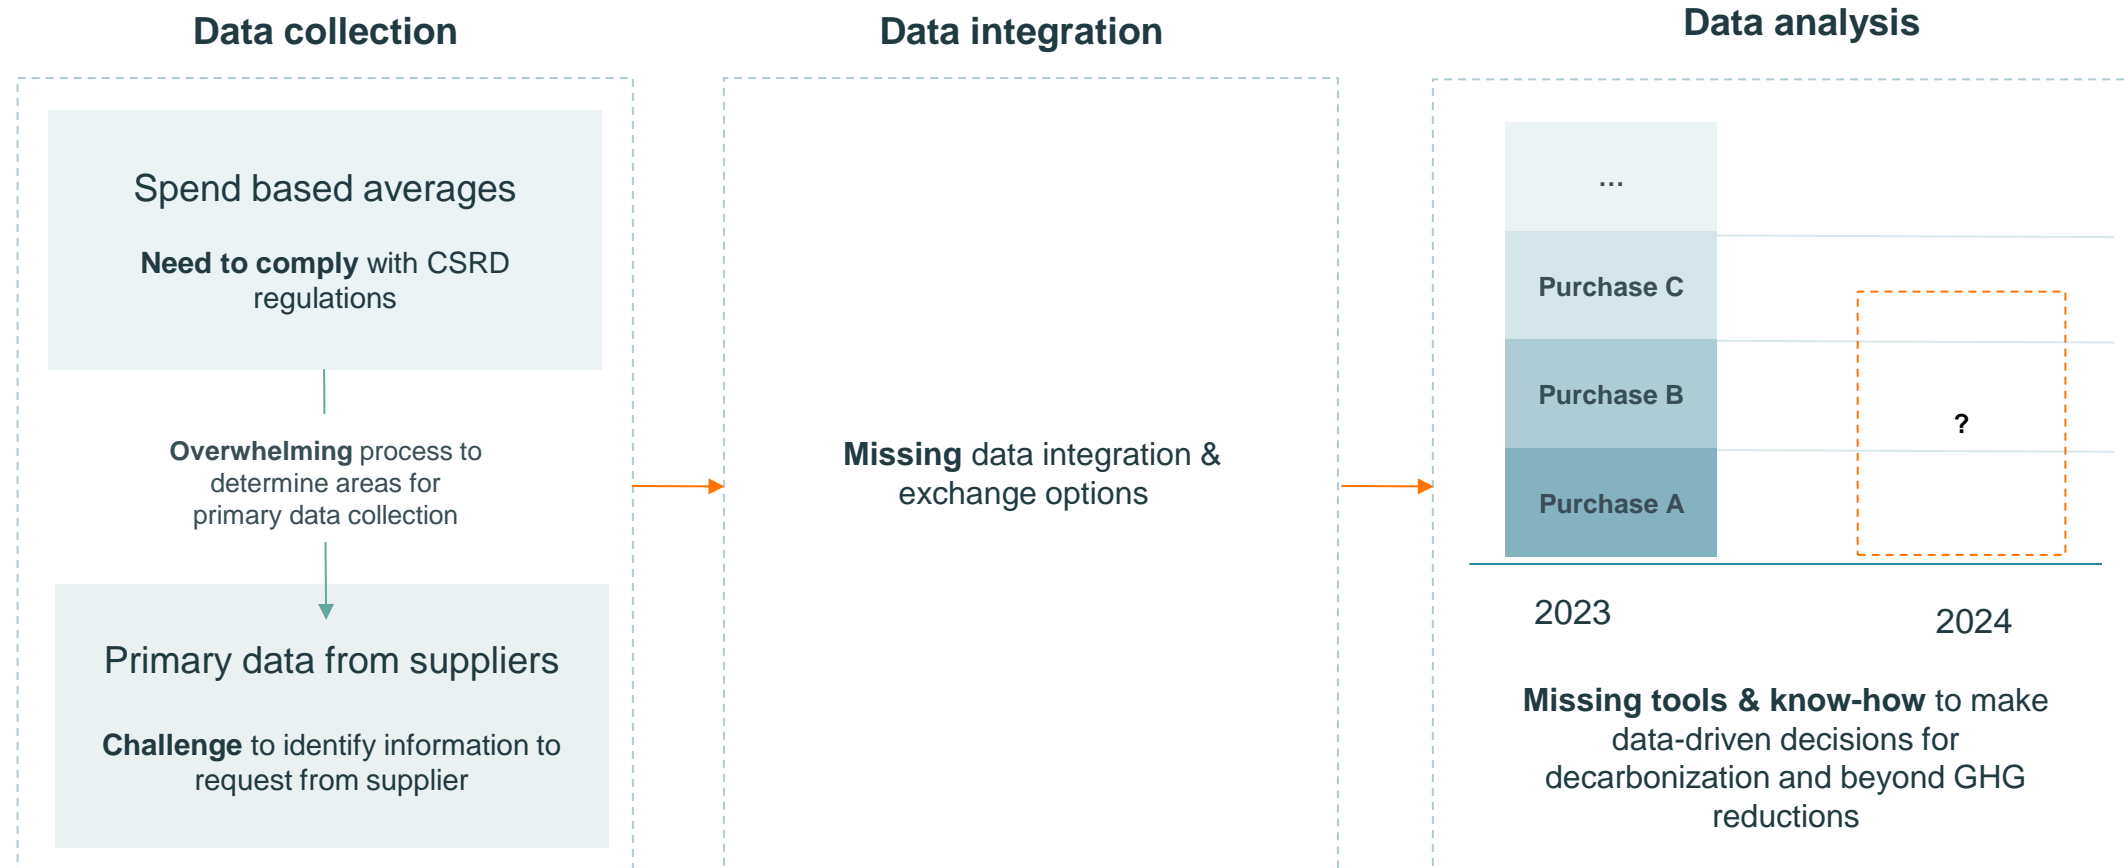 Data collection
Spend based averages
Need to comply with CSRD
regulations
Overwhelming process to
determine areas for
primary data collection
Primary data from suppliers
Challenge to identify information to
request from supplier
Data integration
Missing data integration &
exchange options
Data analysis
...
Purchase C
Purchase B
Purchase A
?
2023
2024
Missing tools & know-how to make
data-driven decisions for
decarbonization and beyond GHG
reductions